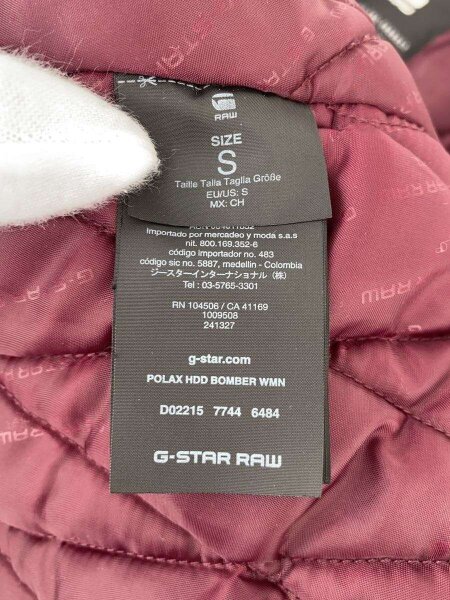 RAW
SIZE
S
Taille Talla Taglia Größe
EU/US: S
MX: CH
Importado por mercadeo y moda s.a.s
nit. 800.169.352-6
código importador no. 483
código sic no. 5887, medellin - Colombia
ジースターインターナショナル (株)
Tel : 03-5765-3301
RN 104506 / CA 41169
1009508
241327
g-star.com
POLAX HDD BOMBER WMN
D02215 7744 6484
G-STAR RAW
G-STAR RAW